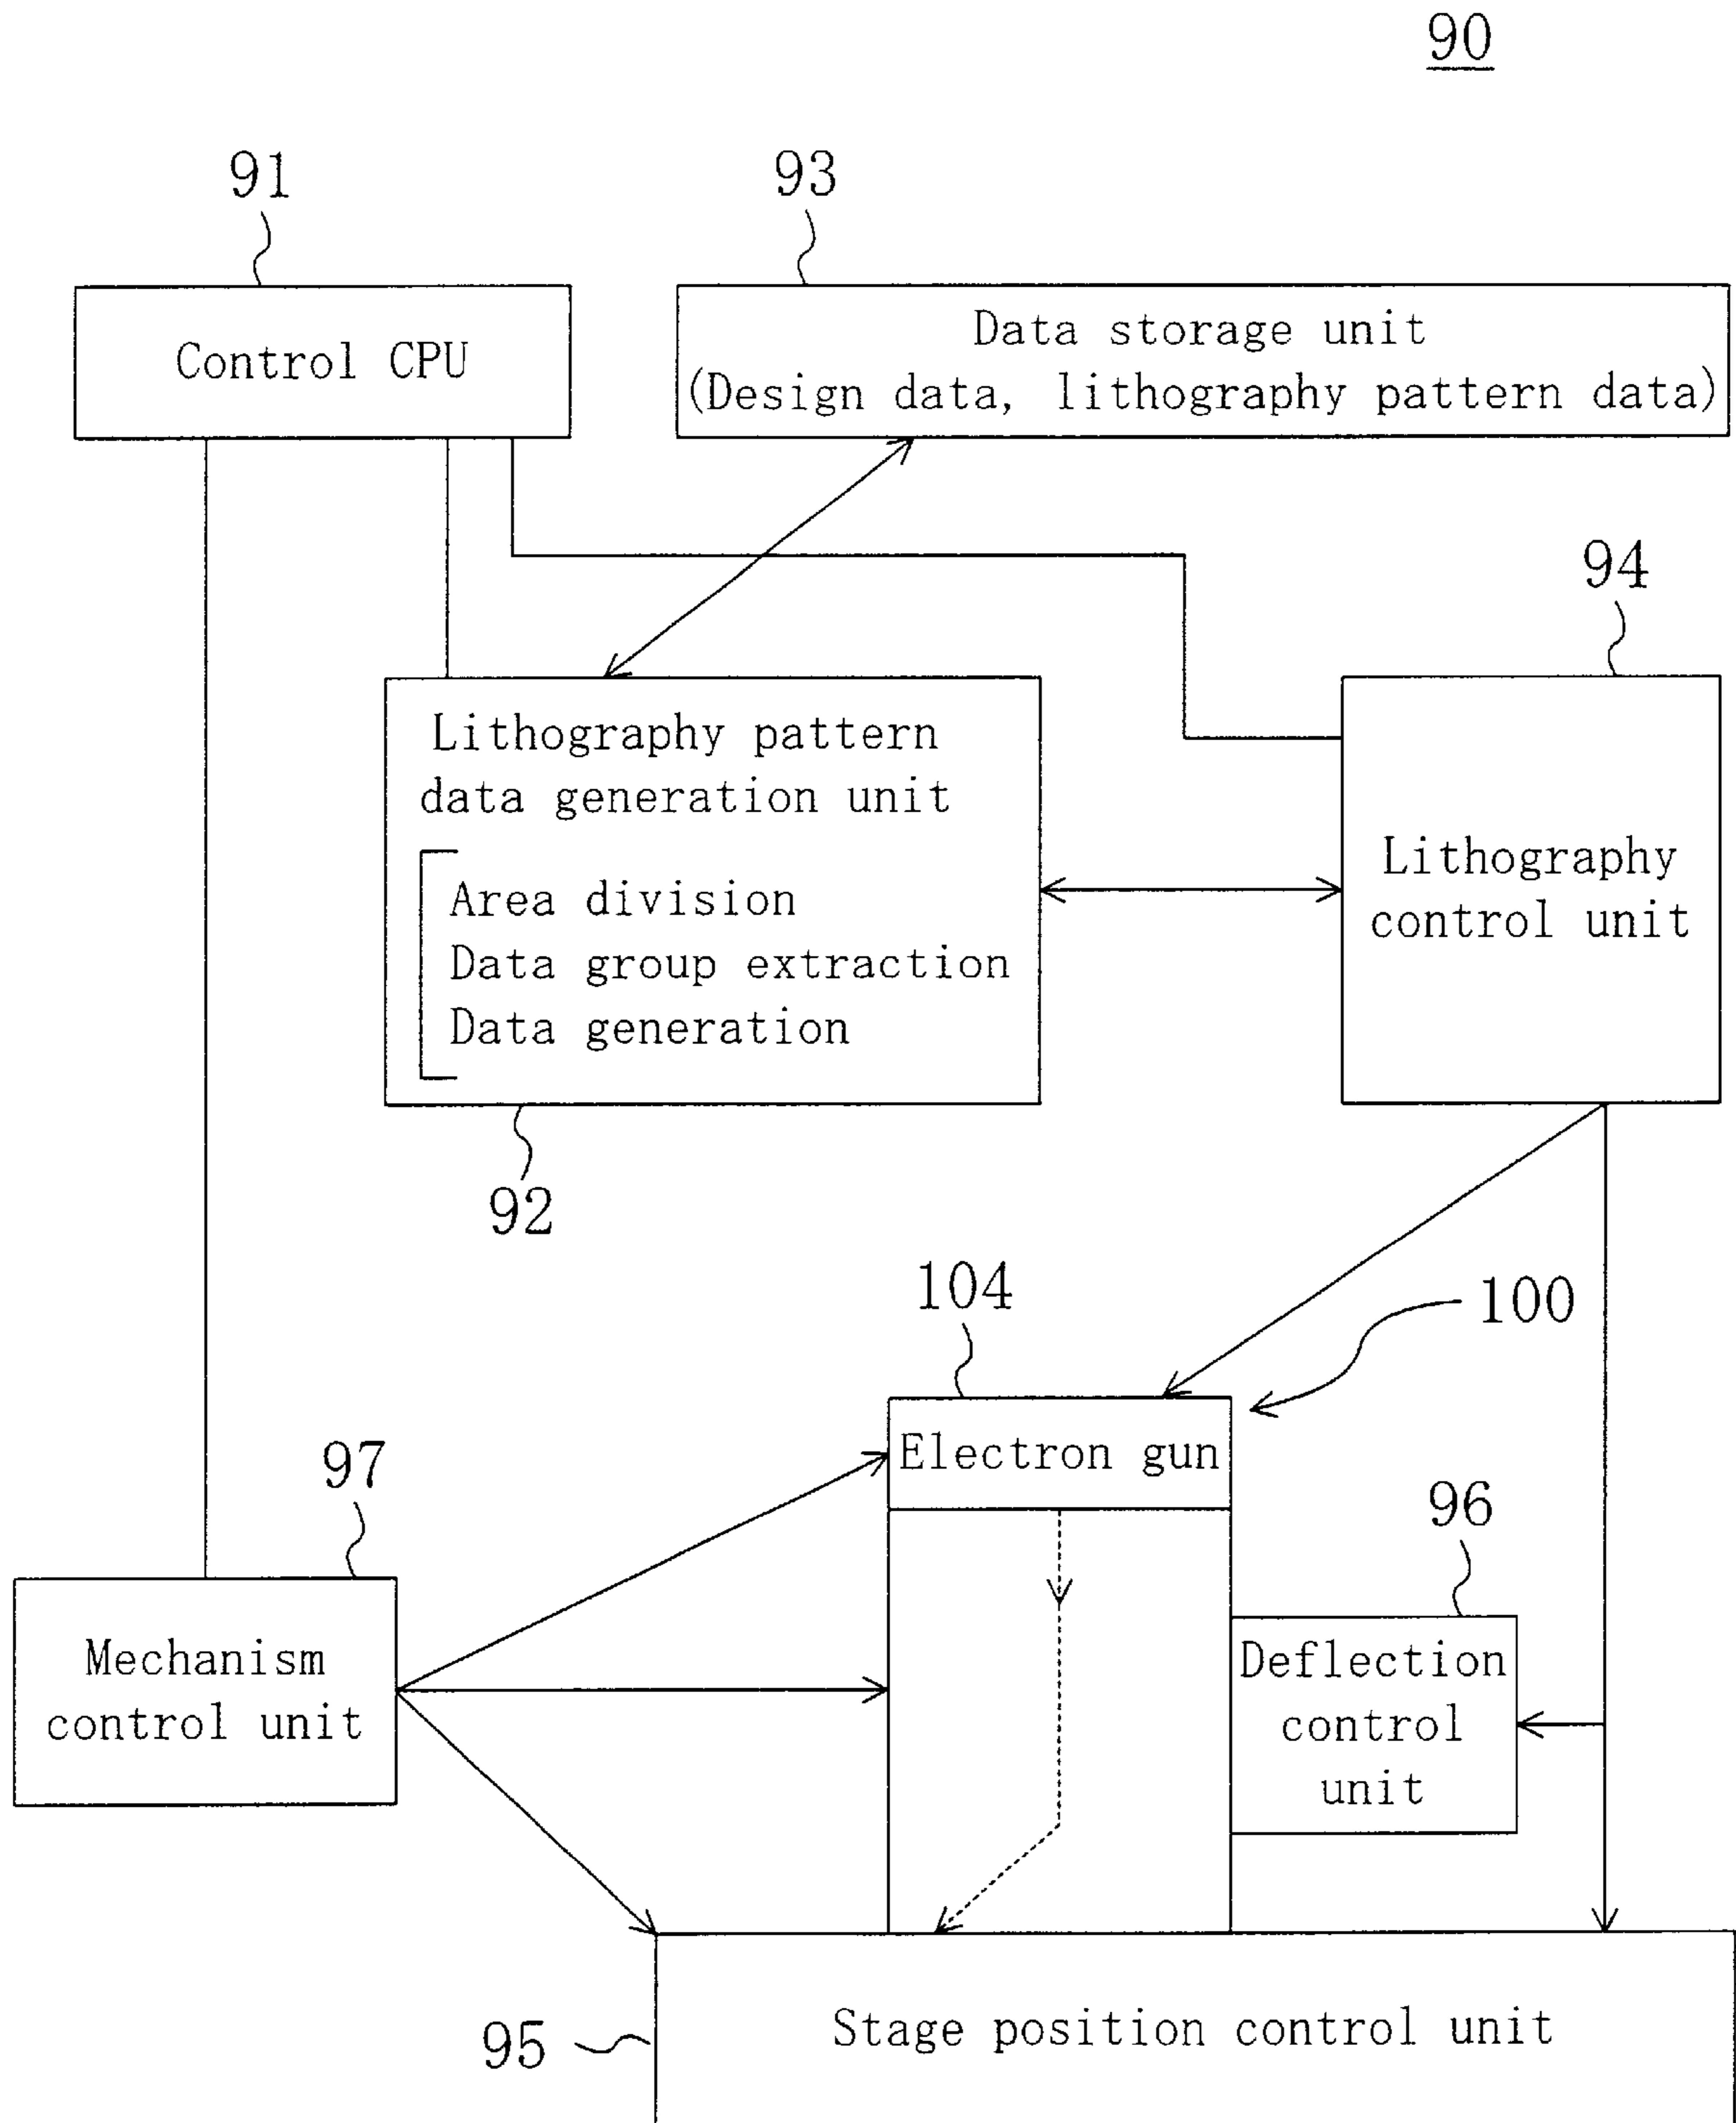 90
91
93
Control CPU
Data storage unit
(Design data, lithography pattern data)
94
Lithography pattern
data generation unit
Area division
Data group extraction
Data generation
Lithography
control unit
92
104
100
Electron gun
97
96
Mechanism
control unit
Deflection
control
unit
95
Stage position control unit